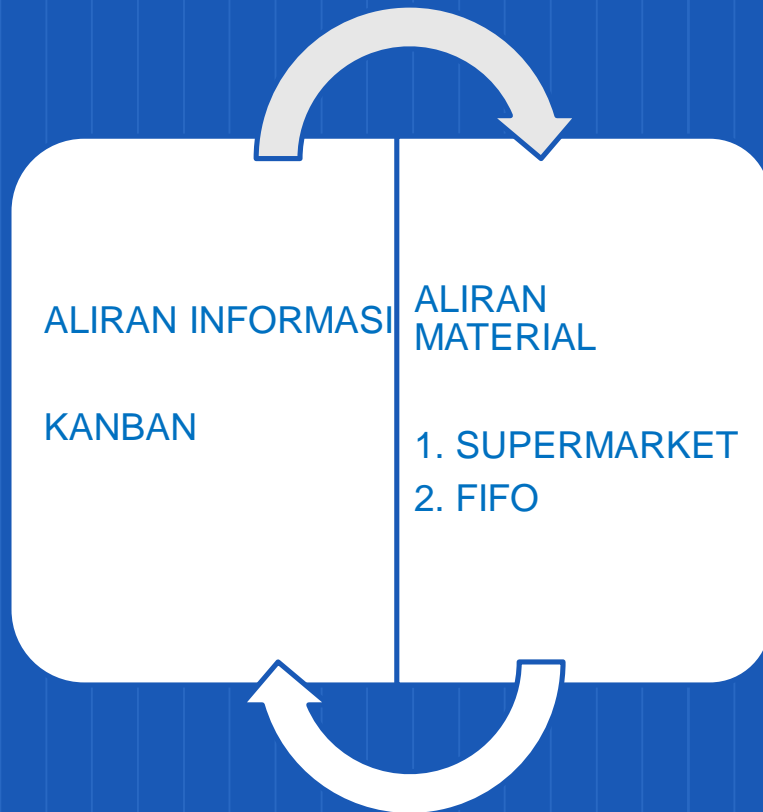 ALIRAN INFORMASI
KANBAN
ALIRAN
MATERIAL
1. SUPERMARKET
2. FIFO